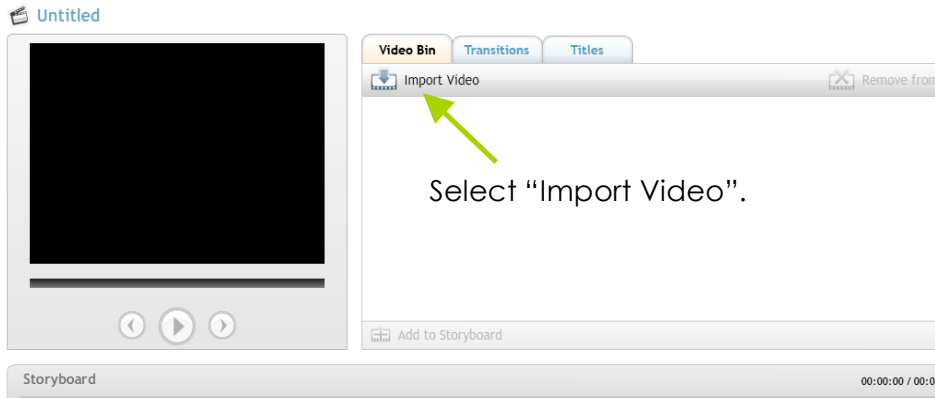 Untitled
Video Bin Transitions Titles
Import Video Remove from
Select “Import Video”.
Add to Storyboard
Storyboard 00:00:00 / 00:0